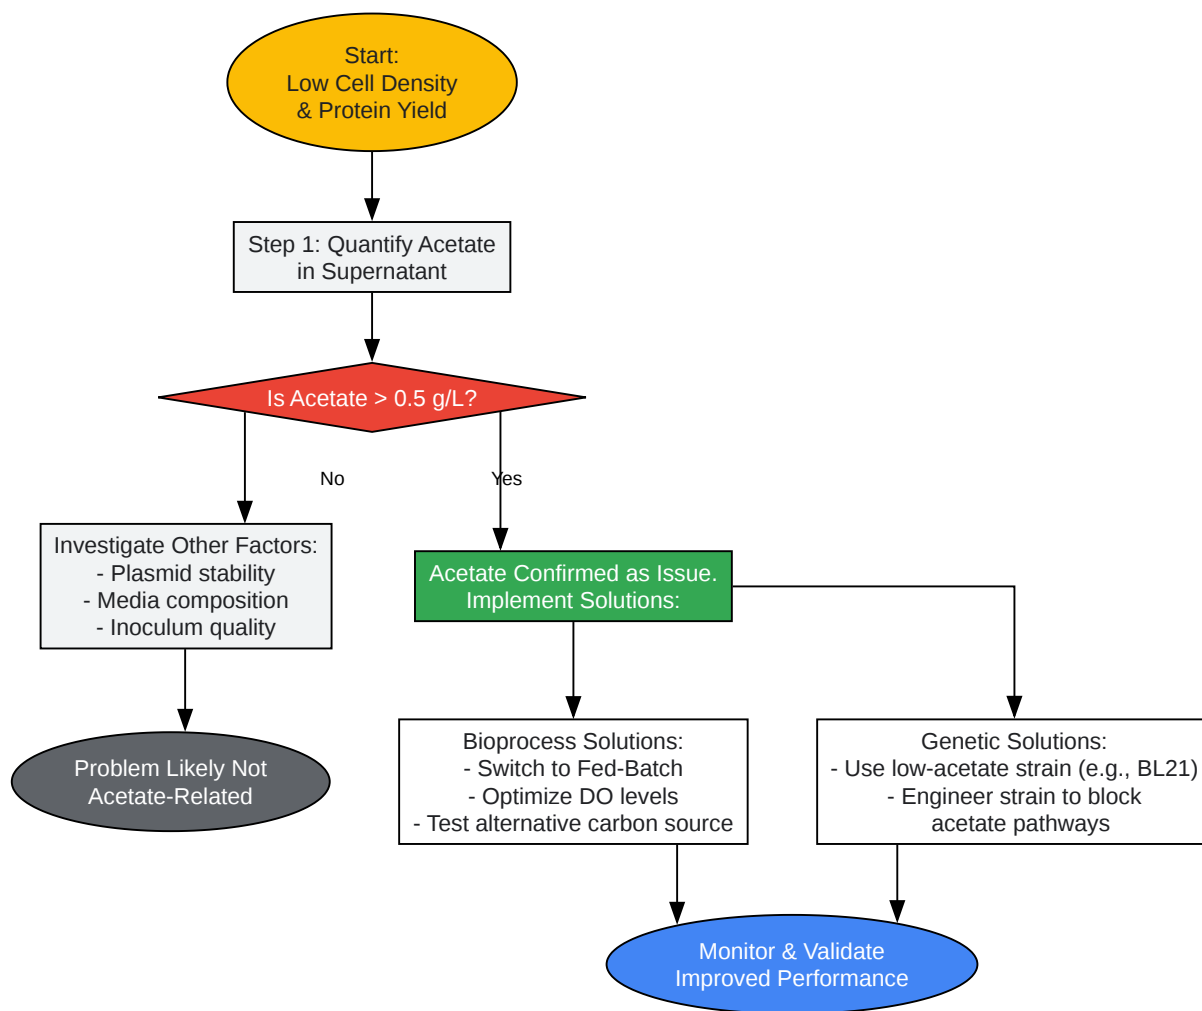 Start:
Low Cell Density
& Protein Yield
Step 1: Quantify Acetate
in Supernatant
Is Acetate > 0.5 g/L?
No
Yes
Investigate Other Factors:
- Plasmid stability
- Media composition
- Inoculum quality
Acetate Confirmed as Issue.
Implement Solutions:
Problem Likely Not
Acetate-Related
Bioprocess Solutions:
- Switch to Fed-Batch
- Optimize DO levels
- Test alternative carbon source
Genetic Solutions:
- Use low-acetate strain (e.g., BL21)
- Engineer strain to block
acetate pathways
Monitor & Validate
Improved Performance